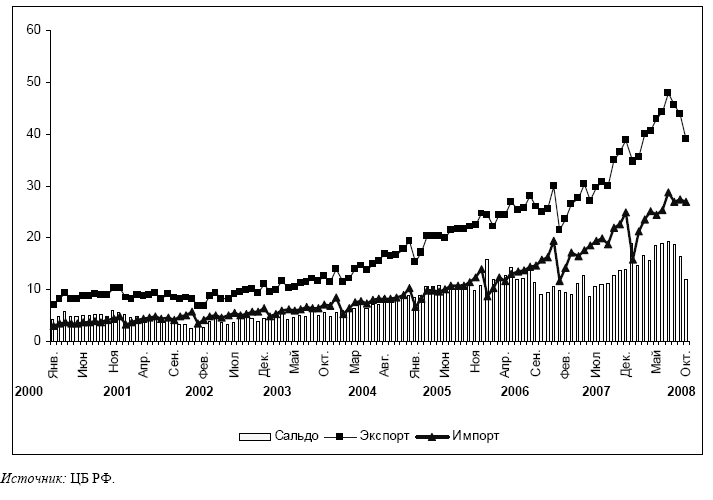 60
50
40
30
20
10
0
Янв.
Июн
Ноя
Апр.
Сен.
Фев.
Июл
Дек.
Май
Окт.
Мар
Авг.
Янв.
Июн
Ноя
Апр.
Сен.
Фев.
Июл
Дек.
Май
Окт.
2000 2001 2002 2003 2004 2005 2006 2007 2008
Сальдо Экспорт Импорт
Источник: ЦБ РФ.